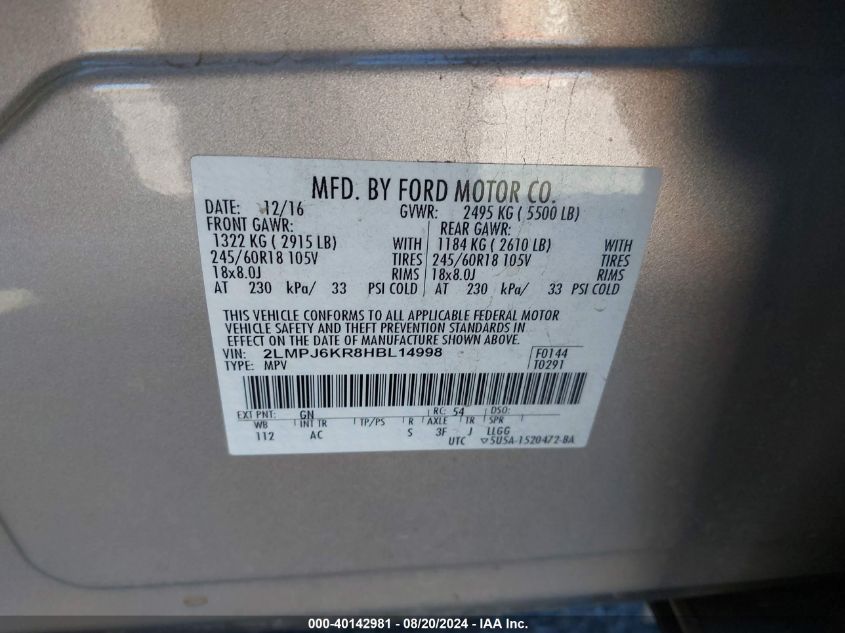 MFD. BY FORD MOTOR CO.
DATE: 12/16 GVWR: 2495 KG ( 5500 LB)
FRONT GAWR: REAR GAWR:
1322 KG ( 2915 LB) WITH 1184 KG ( 2610 LB) WITH
245/60R18 105V TIRES 245/60R18 105V TIRES
18x8.0J RIMS 18x8.0J RIMS
AT 230 kPa/ 33 PSI COLD AT 230 kPa/ 33 PSI COLD
THIS VEHICLE CONFORMS TO ALL APPLICABLE FEDERAL MOTOR
VEHICLE SAFETY AND THEFT PREVENTION STANDARDS IN
EFFECT ON THE DATE OF MANUFACTURE SHOWN ABOVE.
VIN: 2LMPJ6KR8HBL14998 F0144
TYPE: MPV T0291
EXT PNT: GN RC: 54 DSO:
WB INT TR TP/PS R AXLE TR SPR
112 AC S 3F J LLGG
UTC 5U5A-1520472-BA
000-40142981 - 08/20/2024 - IAA Inc.